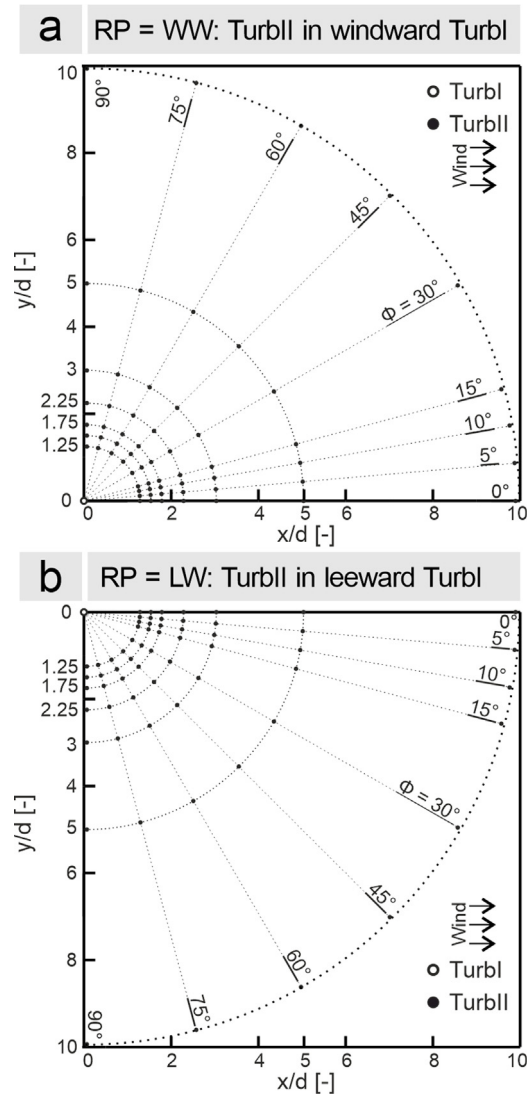 a RP = WW: TurbII in windward TurbI
10
90°
75°
60°
45°
Φ = 30°
15°
10°
5°
0°
TurbI
TurbII
Wind
8
6
5
4
3
2.25
1.75
1.25
0
y/d [-]
0 2 4 5 6 8 10
x/d [-]
b RP = LW: TurbII in leeward TurbI
0
1.25
1.75
2.25
3
4
5
6
8
10
y/d [-]
0°
5°
10°
15°
Φ = 30°
45°
60°
75°
90°
Wind
TurbI
TurbII
0 2 4 5 6 8 10
x/d [-]